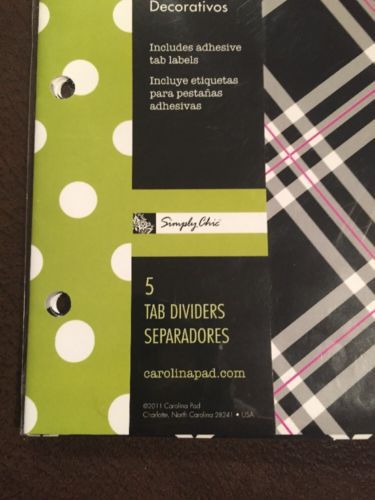 Decorativos
Includes adhesive
tab labels
Incluye etiquetas
para pestañas
adhesivas
Simply Chic
5
TAB DIVIDERS
SEPARADORES
carolinapad.com
©2011 Carolina Pad
Charlotte, North Carolina 28241 • USA